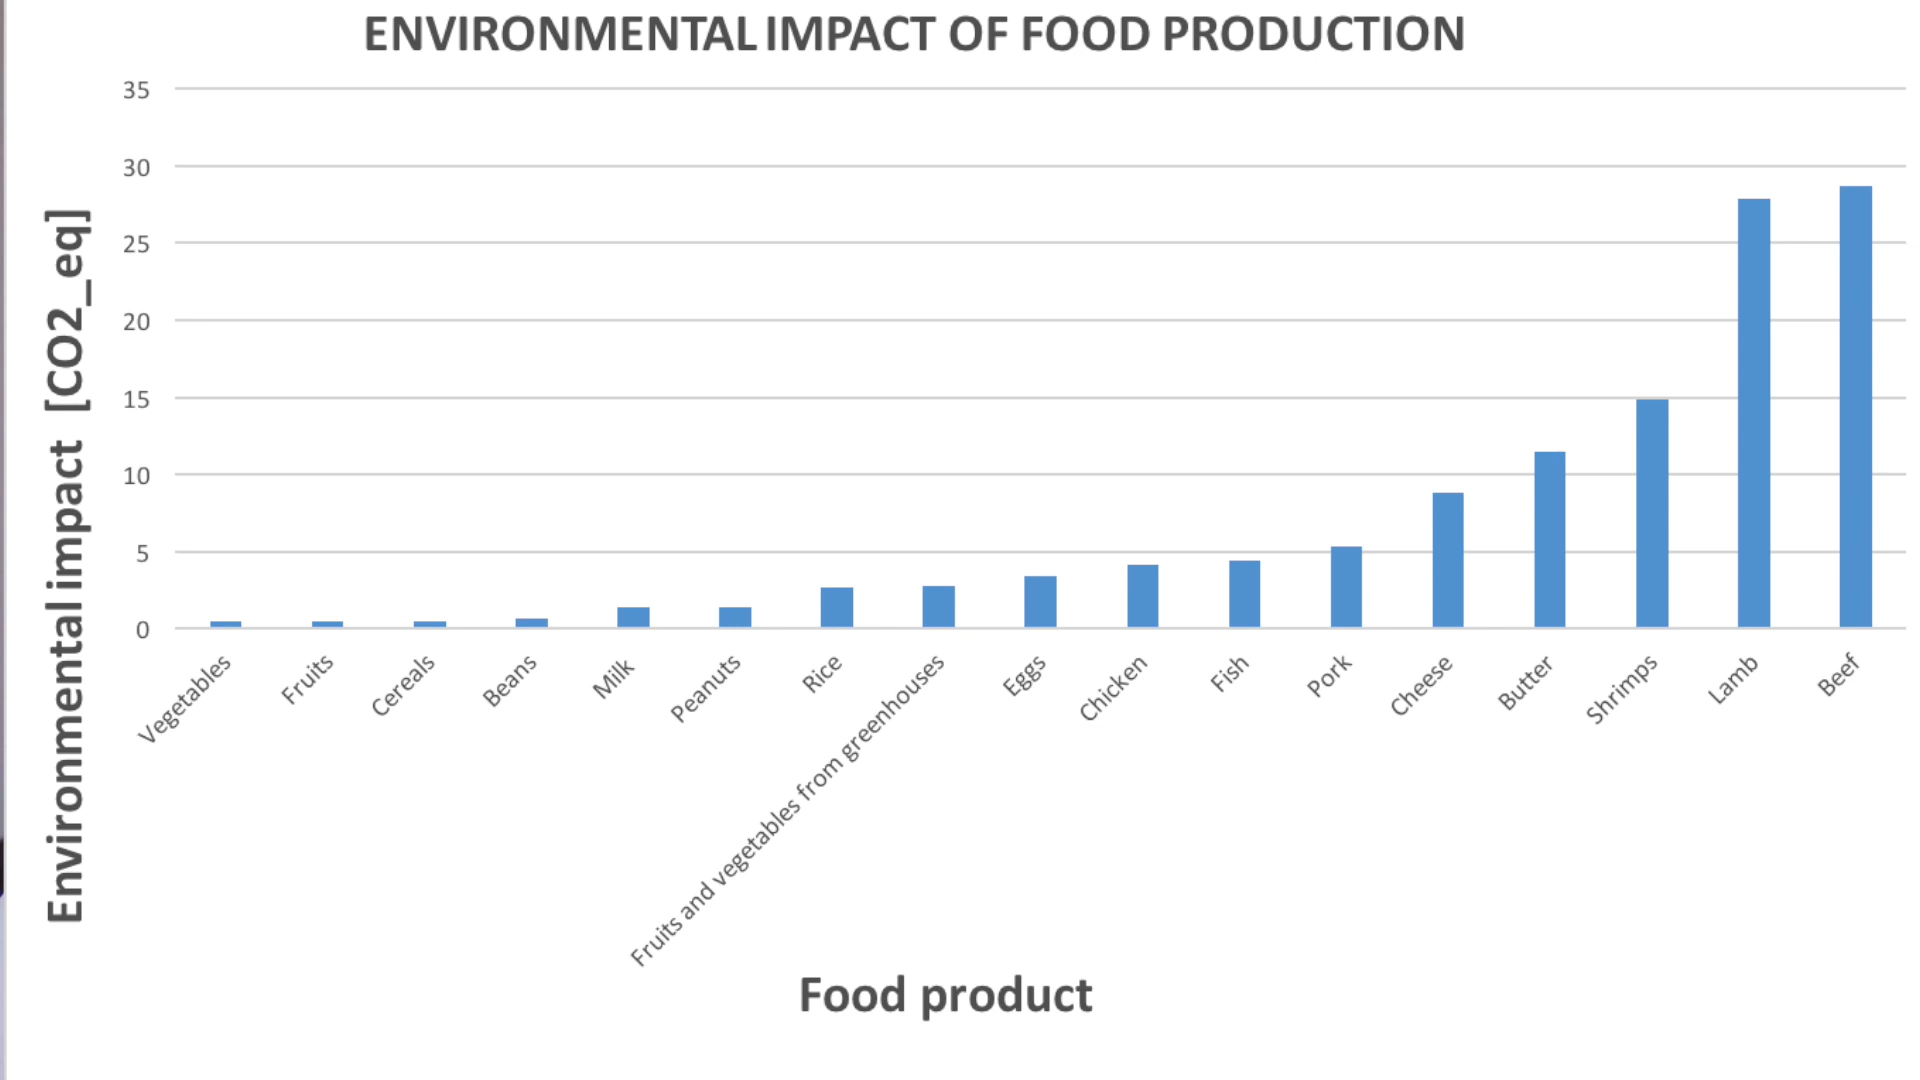 ENVIRONMENTAL IMPACT OF FOOD PRODUCTION
35
30
25
20
15
10
5
0
Environmental impact [CO2_eq]
Vegetables
Fruits
Cereals
Beans
Milk
Peanuts
Rice
Fruits and vegetables from greenhouses
Eggs
Chicken
Fish
Pork
Cheese
Butter
Shrimps
Lamb
Beef
Food product